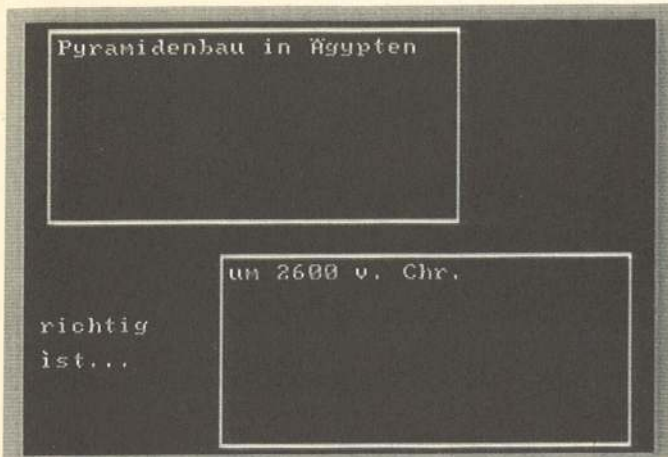 Pyramidenbau in Ägypten
um 2600 v. Chr.
richtig
ist...